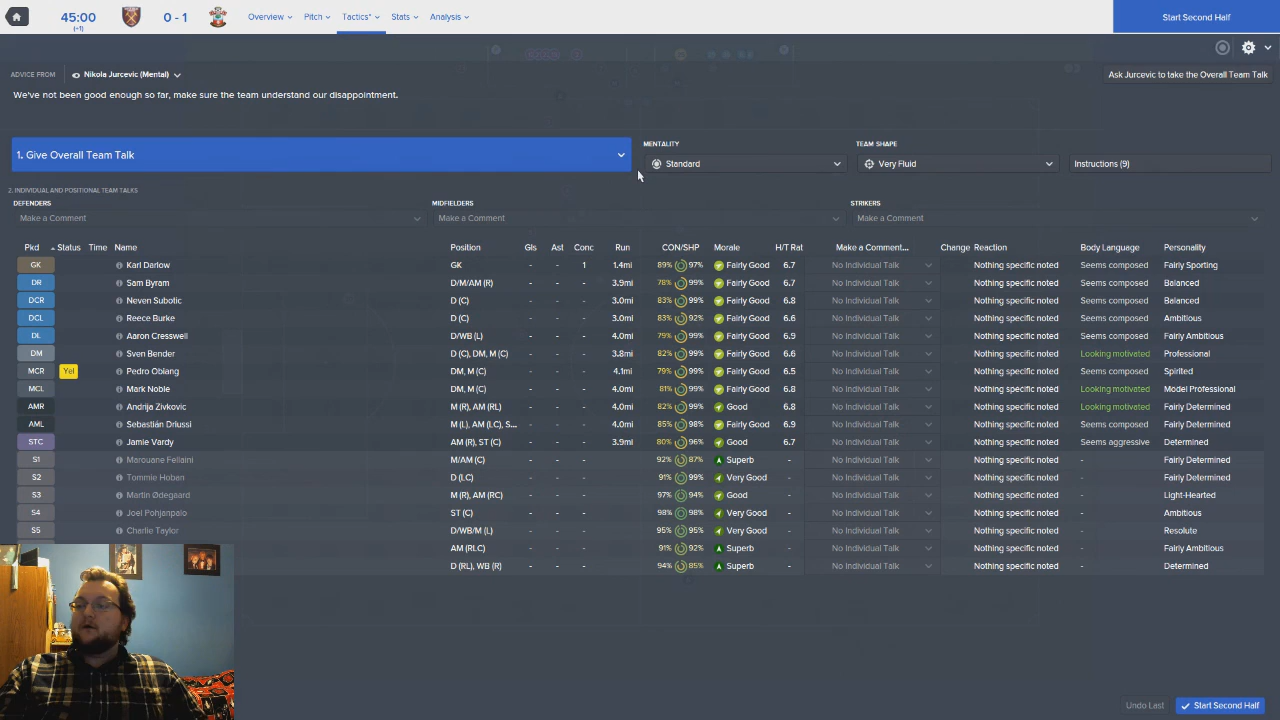 45:00 0 - 1 Overview Pitch Tactics* Stats Analysis Start Second Half
(+1)
ADVICE FROM Nikola Jurcevic (Mental) Ask Jurcevic to take the Overall Team Talk
We've not been good enough so far, make sure the team understand our disappointment.
MENTALITY TEAM SHAPE
1. Give Overall Team Talk Standard Very Fluid Instructions (9)
2. INDIVIDUAL AND POSITIONAL TEAM TALKS
DEFENDERS MIDFIELDERS STRIKERS
Make a Comment Make a Comment Make a Comment
Pkd Status Time Name Position Gls Ast Conc Run CON/SHP Morale H/T Rat Make a Comment... Change Reaction Body Language Personality
GK Karl Darlow GK - - 1 1.4mi 89% 97% Fairly Good 6.7 No Individual Talk Nothing specific noted Seems composed Fairly Sporting
DR Sam Byram D/M/AM (R) - - - 3.9mi 78% 99% Fairly Good 6.7 No Individual Talk Nothing specific noted Seems composed Balanced
DCR Neven Subotic D (C) - - - 3.0mi 83% 99% Fairly Good 6.8 No Individual Talk Nothing specific noted Seems composed Balanced
DCL Reece Burke D (C) - - - 3.0mi 83% 92% Fairly Good 6.6 No Individual Talk Nothing specific noted Seems composed Ambitious
DL Aaron Cresswell D/WB (L) - - - 4.0mi 79% 99% Fairly Good 6.9 No Individual Talk Nothing specific noted Seems composed Fairly Ambitious
DM Sven Bender D (C), DM, M (C) - - - 3.8mi 82% 99% Fairly Good 6.6 No Individual Talk Nothing specific noted Looking motivated Professional
MCR Yel Pedro Obiang DM, M (C) - - - 4.1mi 79% 99% Fairly Good 6.5 No Individual Talk Nothing specific noted Seems composed Spirited
MCL Mark Noble DM, M (C) - - - 4.0mi 81% 99% Fairly Good 6.8 No Individual Talk Nothing specific noted Looking motivated Model Professional
AMR Andrija Zivkovic M (R), AM (RL) - - - 4.0mi 82% 99% Good 6.8 No Individual Talk Nothing specific noted Looking motivated Fairly Determined
AML Sebastián Driussi M (L), AM (LC), S... - - - 4.0mi 85% 98% Fairly Good 6.9 No Individual Talk Nothing specific noted Seems composed Fairly Determined
STC Jamie Vardy AM (R), ST (C) - - - 3.9mi 80% 96% Good 6.7 No Individual Talk Nothing specific noted Seems aggressive Determined
S1 Marouane Fellaini M/AM (C) 92% 87% Superb - No Individual Talk Nothing specific noted - Fairly Determined
S2 Tommie Hoban D (LC) 91% 99% Very Good - No Individual Talk Nothing specific noted - Fairly Determined
S3 Martin Ødegaard M (R), AM (RC) 97% 94% Good - No Individual Talk Nothing specific noted - Light-Hearted
S4 Joel Pohjanpalo ST (C) 98% 98% Very Good - No Individual Talk Nothing specific noted - Ambitious
S5 Charlie Taylor D/WB/M (L) 95% 95% Very Good - No Individual Talk Nothing specific noted - Resolute
AM (RLC) 91% 92% Superb - No Individual Talk Nothing specific noted - Fairly Ambitious
D (RL), WB (R) 94% 85% Superb - No Individual Talk Nothing specific noted - Determined
Undo Last Start Second Half